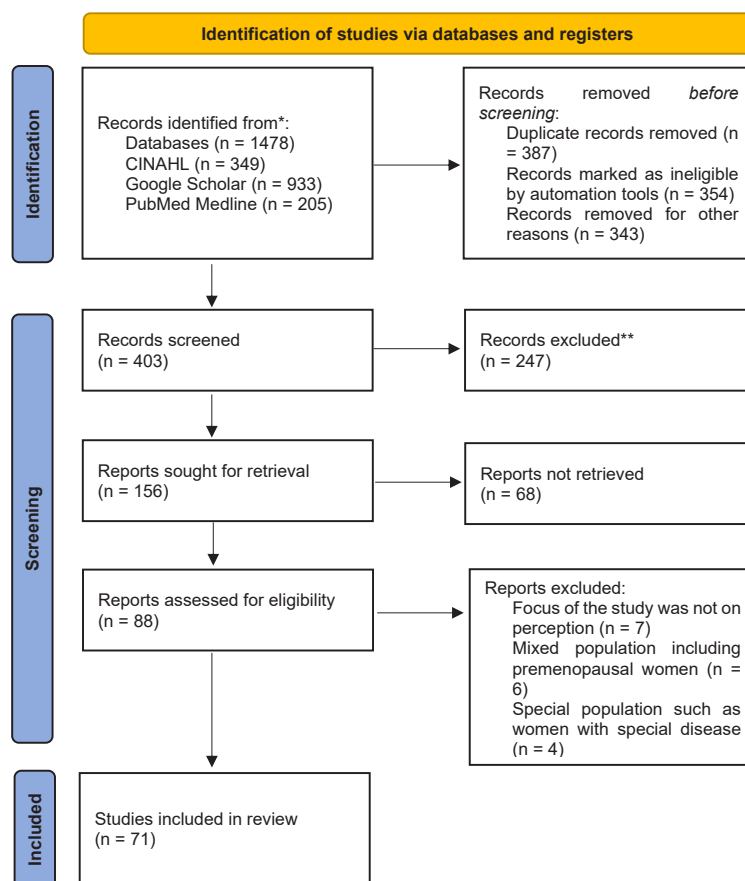 Identification of studies via databases and registers
Identification
Records identified from*:
Databases (n = 1478)
CINAHL (n = 349)
Google Scholar (n = 933)
PubMed Medline (n = 205)
Records removed before
screening:
Duplicate records removed (n
= 387)
Records marked as ineligible
by automation tools (n = 354)
Records removed for other
reasons (n = 343)
Screening
Records screened
(n = 403)
Records excluded**
(n = 247)
Reports sought for retrieval
(n = 156)
Reports not retrieved
(n = 68)
Reports assessed for eligibility
(n = 88)
Reports excluded:
Focus of the study was not on
perception (n = 7)
Mixed population including
premenopausal women (n =
6)
Special population such as
women with special disease
(n = 4)
Included
Studies included in review
(n = 71)